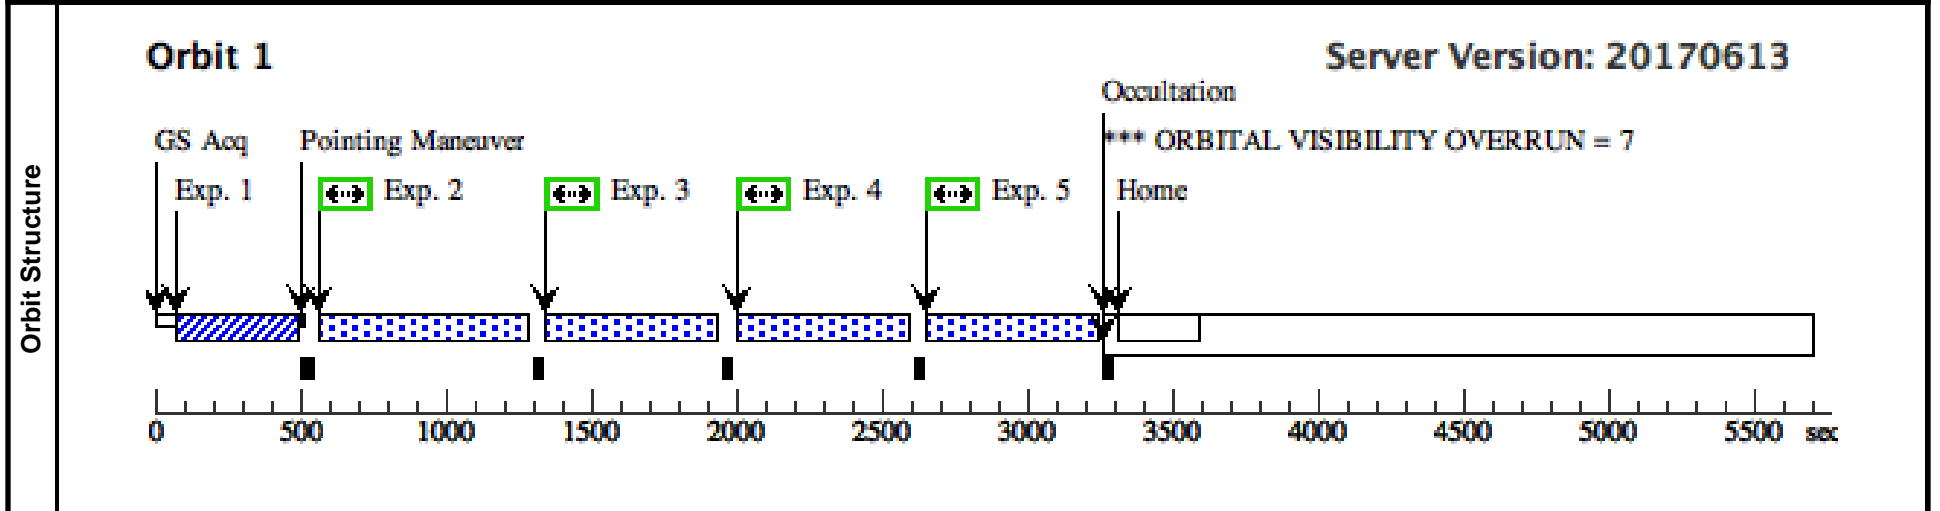 Orbit Structure
Orbit 1
Server Version: 20170613
Occultation
GS Acq
Pointing Maneuver
*** ORBITAL VISIBILITY OVERRUN = 7
Exp. 1
Exp. 2
Exp. 3
Exp. 4
Exp. 5
Home
0 500 1000 1500 2000 2500 3000 3500 4000 4500 5000 5500 sec